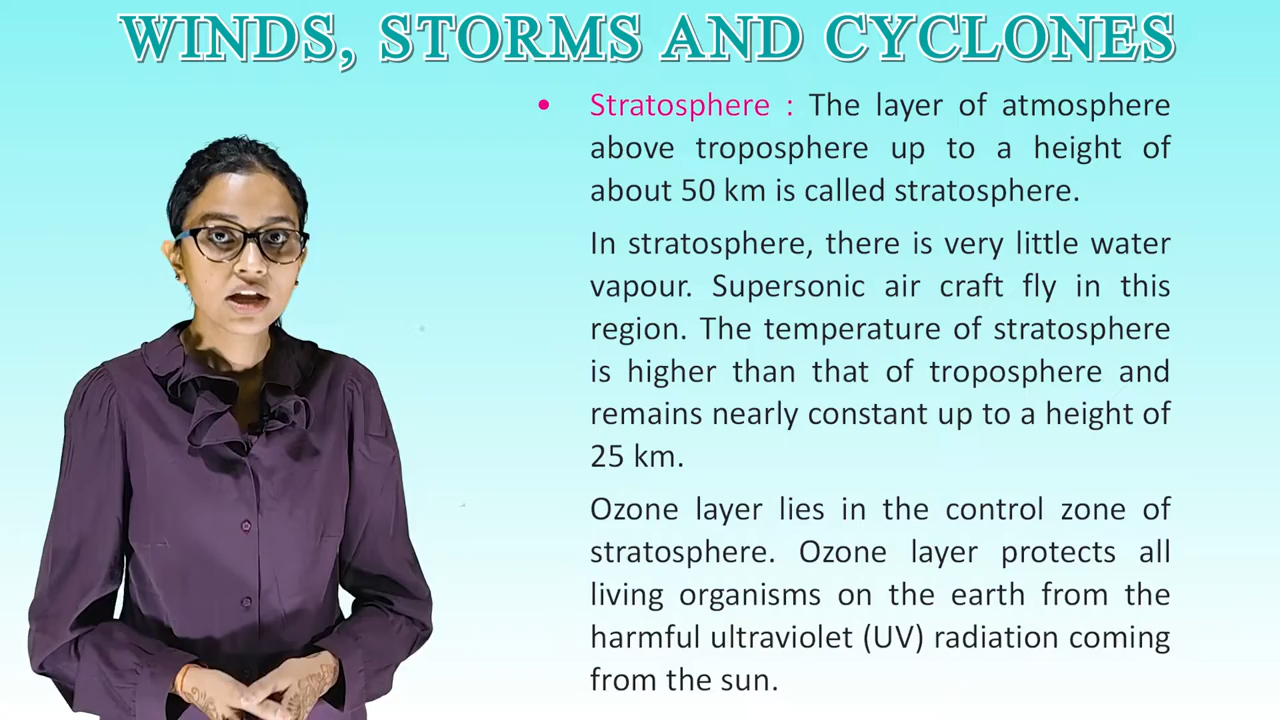 WINDS, STORMS AND CYCLONES
• Stratosphere : The layer of atmosphere
above troposphere up to a height of
about 50 km is called stratosphere.
In stratosphere, there is very little water
vapour. Supersonic air craft fly in this
region. The temperature of stratosphere
is higher than that of troposphere and
remains nearly constant up to a height of
25 km.
Ozone layer lies in the control zone of
stratosphere. Ozone layer protects all
living organisms on the earth from the
harmful ultraviolet (UV) radiation coming
from the sun.